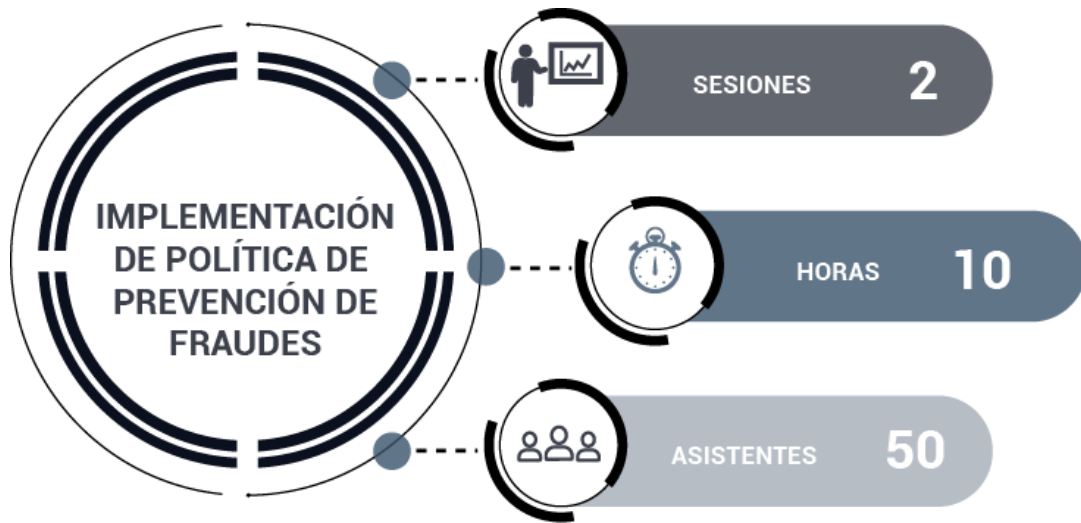 IMPLEMENTACIÓN
DE POLÍTICA DE
PREVENCIÓN DE
FRAUDES
SESIONES 2
HORAS 10
ASISTENTES 50